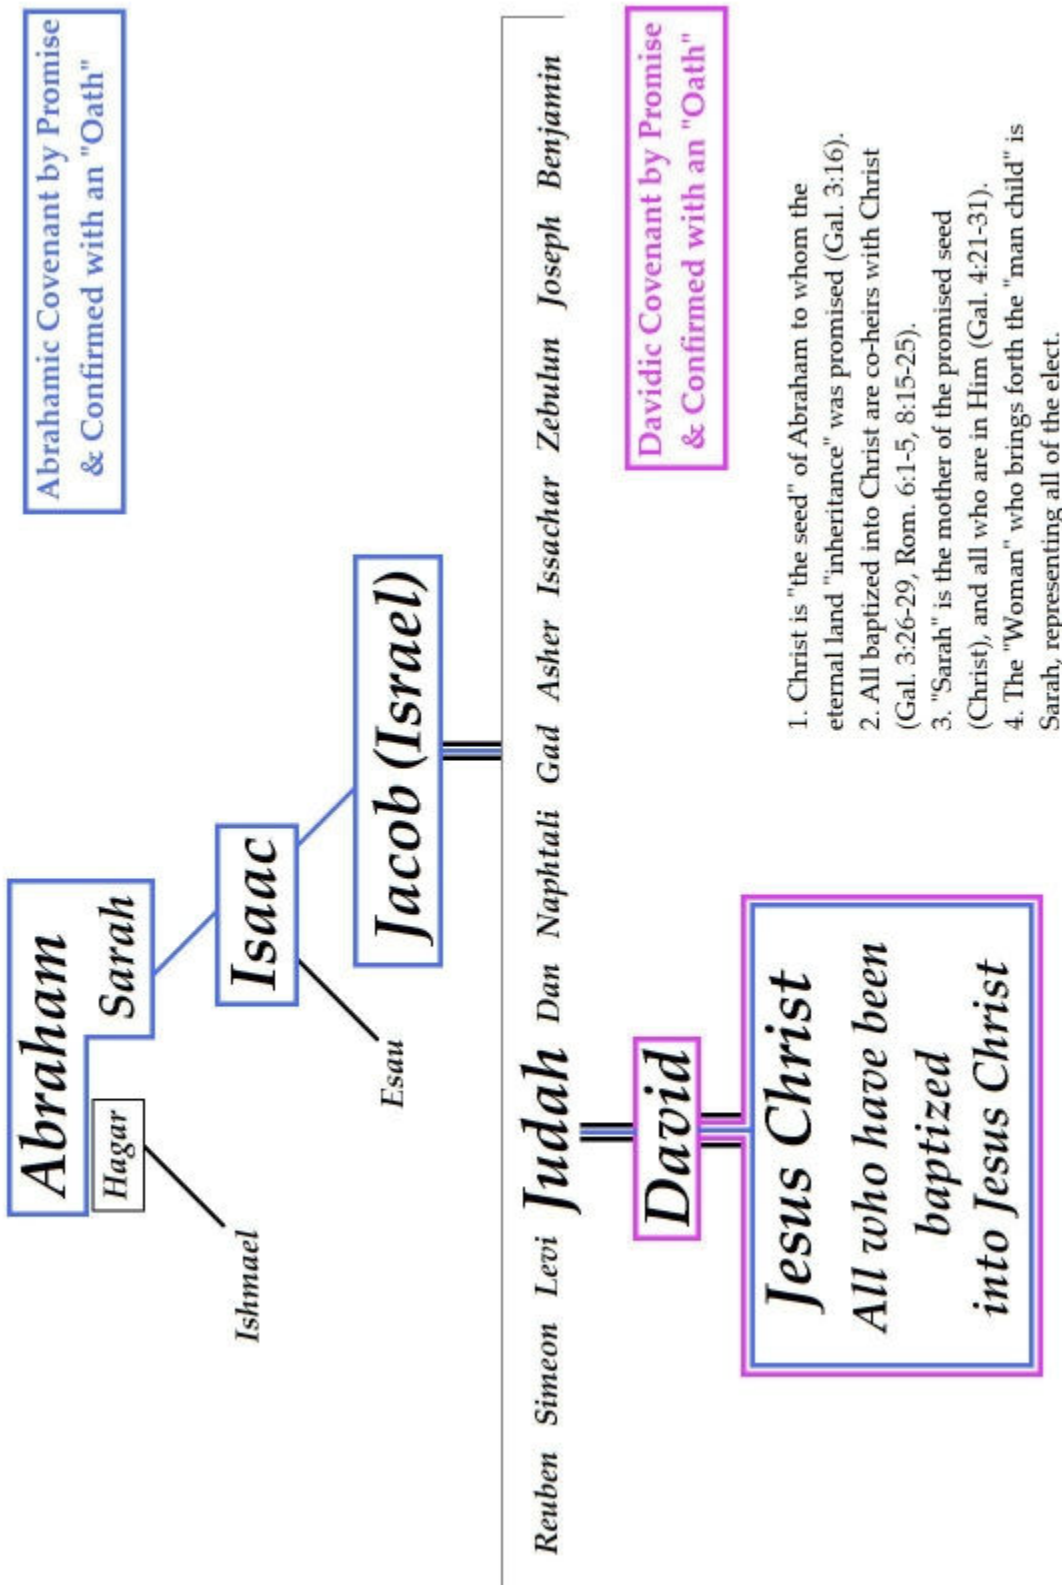 Abraham
Sarah
Hagar
Ishmael
Abrahamic Covenant by Promise
& Confirmed with an "Oath"
Isaac
Esau
Jacob (Israel)
Reuben Simeon Levi Judah Dan Naphtali Gad Asher Issachar Zebulun Joseph Benjamin
David
Davidic Covenant by Promise
& Confirmed with an "Oath"
Jesus Christ
All who have been
baptized
into Jesus Christ
1. Christ is "the seed" of Abraham to whom the
eternal land "inheritance" was promised (Gal. 3:16).
2. All baptized into Christ are co-heirs with Christ
(Gal. 3:26-29, Rom. 6:1-5, 8:15-25).
3. "Sarah" is the mother of the promised seed
(Christ), and all who are in Him (Gal. 4:21-31).
4. The "Woman" who brings forth the "man child" is
Sarah, representing all of the elect.